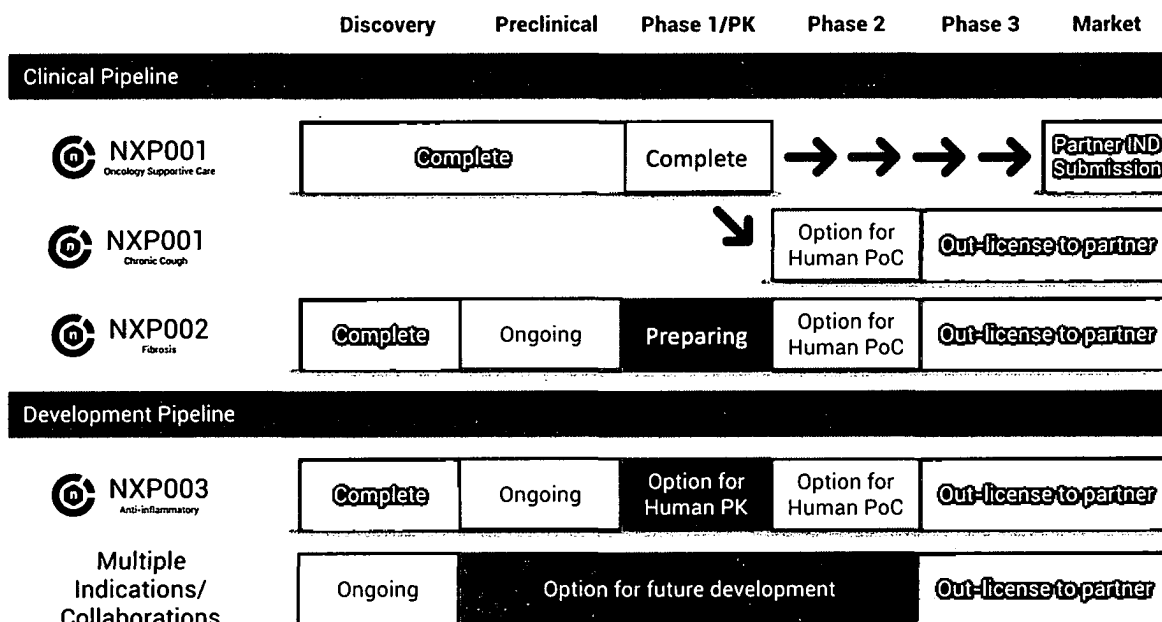 Discovery Preclinical Phase 1/PK Phase 2 Phase 3 Market
Clinical Pipeline
n NXP001
Oncology Supportive Care
Complete
Complete
Partner IND
Submission
n NXP001
Chronic Cough
Option for
Human PoC
Out-license to partner
n NXP002
Fibrosis
Complete
Ongoing
Preparing
Option for
Human PoC
Out-license to partner
Development Pipeline
n NXP003
Anti-inflammatory
Complete
Ongoing
Option for
Human PK
Option for
Human PoC
Out-license to partner
Multiple
Indications/
Collaborations
Ongoing
Option for future development
Out-license to partner